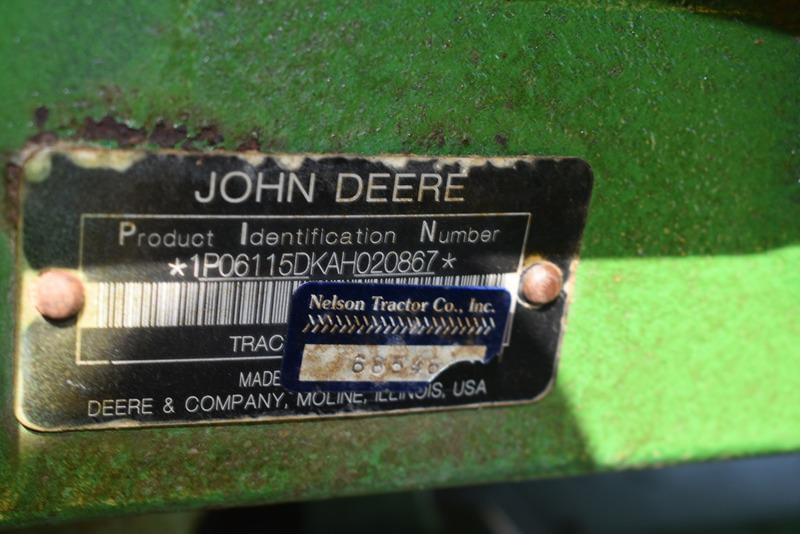 JOHN DEERE
Product Identification Number
*1P06115DKAH020867*
Nelson Tractor Co., Inc.
TRAC
MADE
DEERE & COMPANY, MOLINE, ILLINOIS, USA